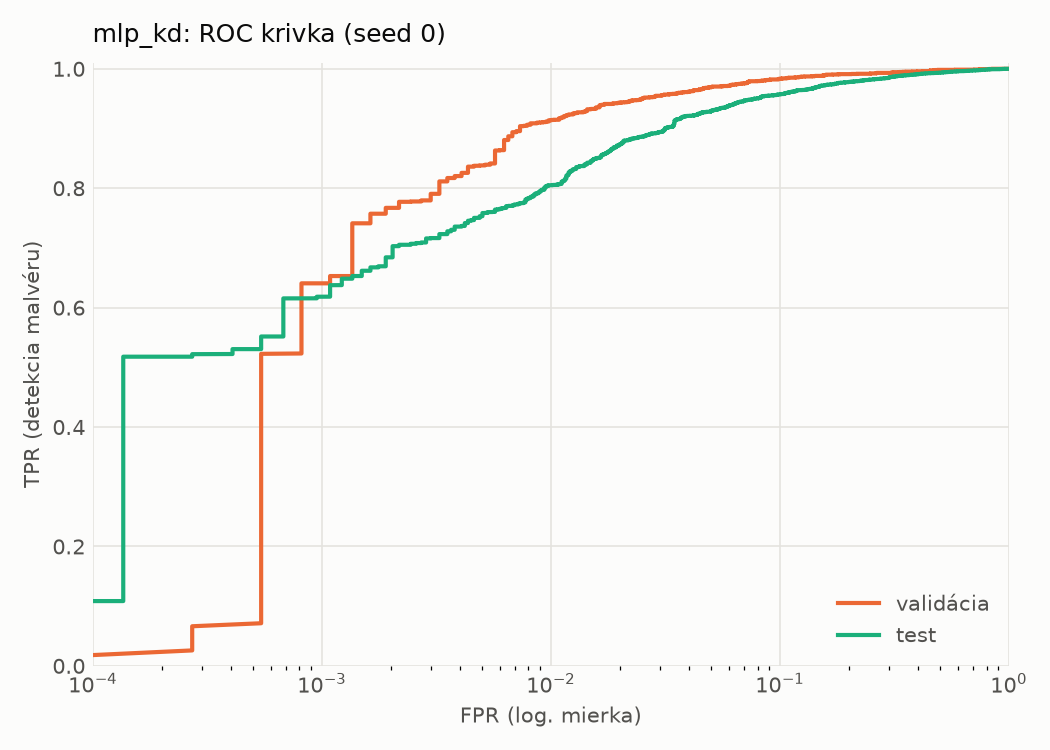 mlp_kd: ROC krivka (seed 0)
1.0
0.8
0.6
0.4
0.2
0.0
TPR (detekcia malvéru)
10⁻⁴
10⁻³
10⁻²
10⁻¹
10⁰
FPR (log. mierka)
validácia
test